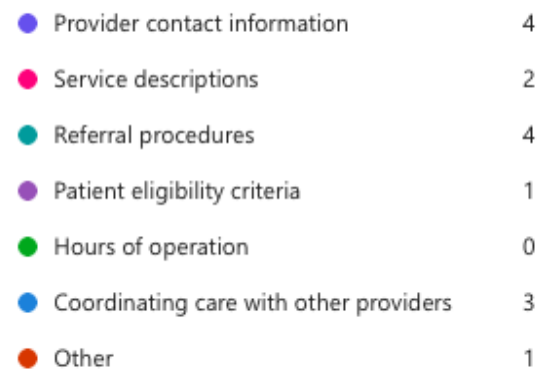 Provider contact information 4
Service descriptions 2
Referral procedures 4
Patient eligibility criteria 1
Hours of operation 0
Coordinating care with other providers 3
Other 1